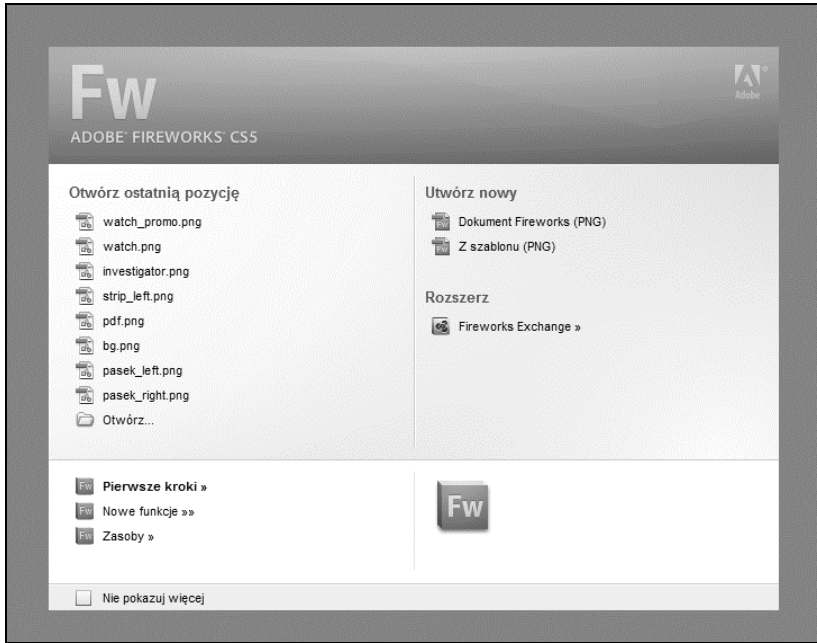 Fw
ADOBE® FIREWORKS® CS5
Adobe
Otwórz ostatnią pozycję
watch_promo.png
watch.png
investigator.png
strip_left.png
pdf.png
bg.png
pasek_left.png
pasek_right.png
Otwórz...
Utwórz nowy
Dokument Fireworks (PNG)
Z szablonu (PNG)
Rozszerz
Fireworks Exchange »
Pierwsze kroki »
Nowe funkcje »»
Zasoby »
Fw
Nie pokazuj więcej